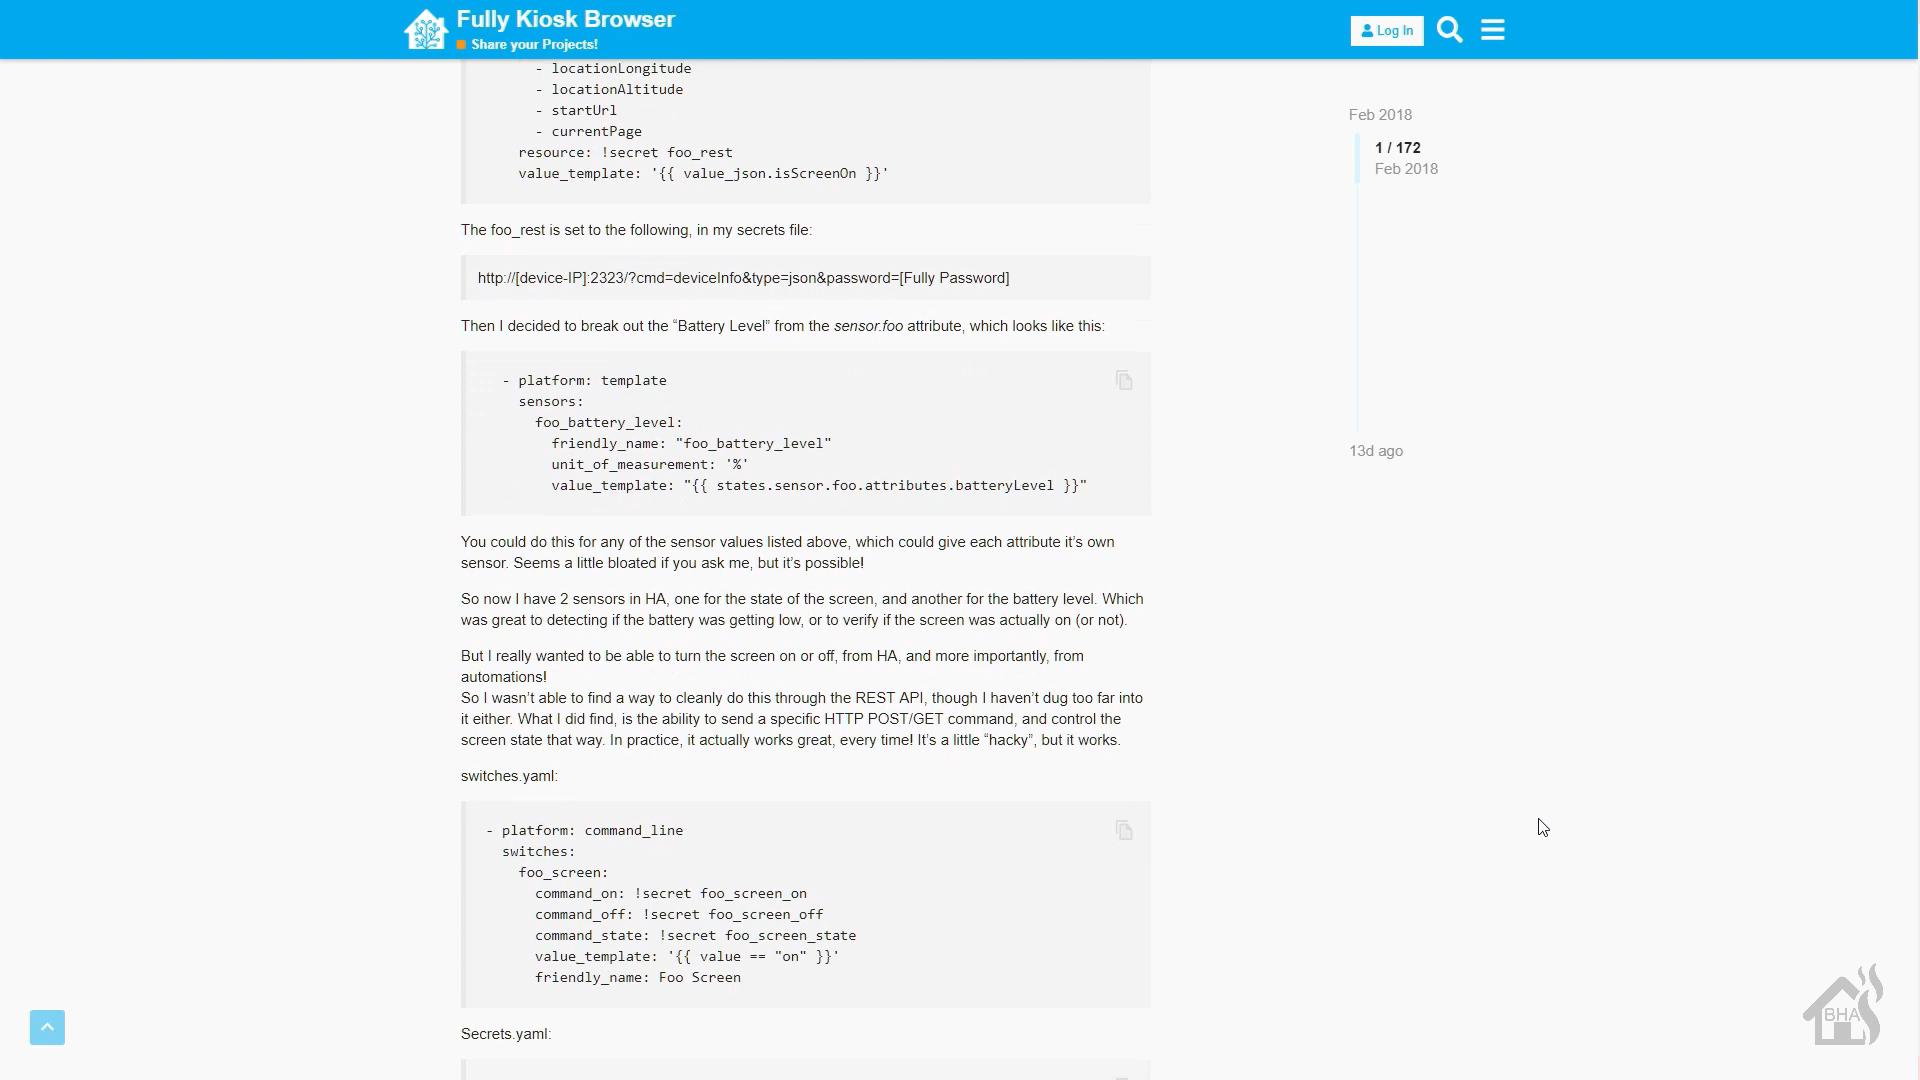 Fully Kiosk Browser
Share your Projects!
Log In
- locationLongitude
- locationAltitude
- startUrl
- currentPage
resource: !secret foo_rest
value_template: '{{ value_json.isScreenOn }}'
Feb 2018
1 / 172
Feb 2018
13d ago
The foo_rest is set to the following, in my secrets file:
http://[device-IP]:2323/?cmd=deviceInfo&type=json&password=[Fully Password]
Then I decided to break out the “Battery Level” from the sensor.foo attribute, which looks like this:
- platform: template
sensors:
foo_battery_level:
friendly_name: "foo_battery_level"
unit_of_measurement: '%'
value_template: "{{ states.sensor.foo.attributes.batteryLevel }}"
You could do this for any of the sensor values listed above, which could give each attribute it’s own
sensor. Seems a little bloated if you ask me, but it’s possible!
So now I have 2 sensors in HA, one for the state of the screen, and another for the battery level. Which
was great to detecting if the battery was getting low, or to verify if the screen was actually on (or not).
But I really wanted to be able to turn the screen on or off, from HA, and more importantly, from
automations!
So I wasn’t able to find a way to cleanly do this through the REST API, though I haven’t dug too far into
it either. What I did find, is the ability to send a specific HTTP POST/GET command, and control the
screen state that way. In practice, it actually works great, every time! It’s a little “hacky”, but it works.
switches.yaml:
- platform: command_line
switches:
foo_screen:
command_on: !secret foo_screen_on
command_off: !secret foo_screen_off
command_state: !secret foo_screen_state
value_template: '{{ value == "on" }}'
friendly_name: Foo Screen
Secrets.yaml:
BHA